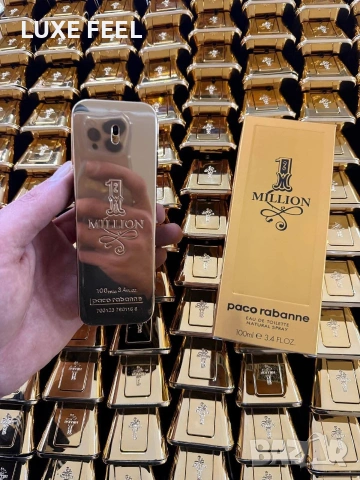 LUXE FEEL
1
MILLION
100ml e 3.4 FL.OZ.
paco rabanne
1
MILLION
paco rabanne
EAU DE TOILETTE
NATURAL SPRAY
100ml e 3.4 FL.OZ.
BAZAR